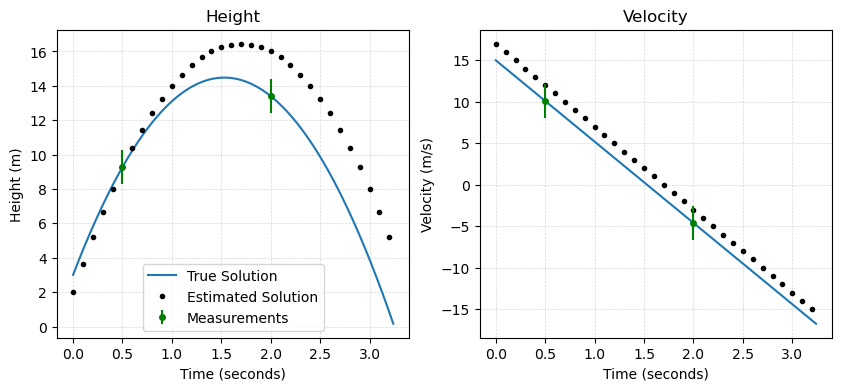 Height
Height (m)
16
14
12
10
8
6
4
2
0
True Solution
Estimated Solution
Measurements
0.0 0.5 1.0 1.5 2.0 2.5 3.0
Time (seconds)
Velocity
Velocity (m/s)
15
10
5
0
−5
−10
−15
0.0 0.5 1.0 1.5 2.0 2.5 3.0
Time (seconds)